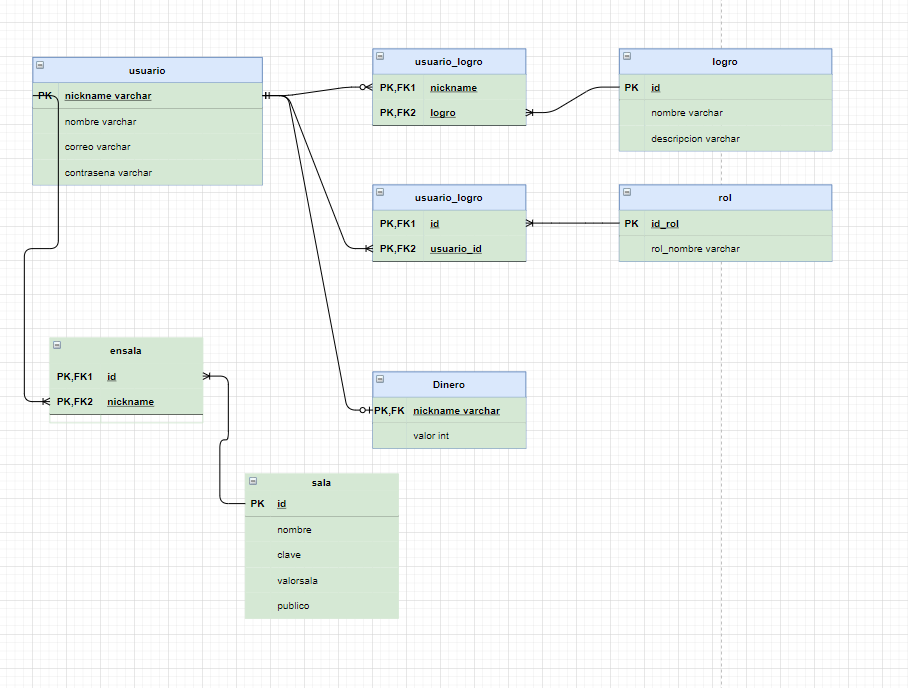 usuario
PK nickname varchar
nombre varchar
correo varchar
contrasena varchar
usuario_logro
PK,FK1 nickname
PK,FK2 logro
logro
PK id
nombre varchar
descripcion varchar
usuario_logro
PK,FK1 id
PK,FK2 usuario_id
rol
PK id_rol
rol_nombre varchar
ensala
PK,FK1 id
PK,FK2 nickname
Dinero
PK,FK nickname varchar
valor int
sala
PK id
nombre
clave
valorsala
publico